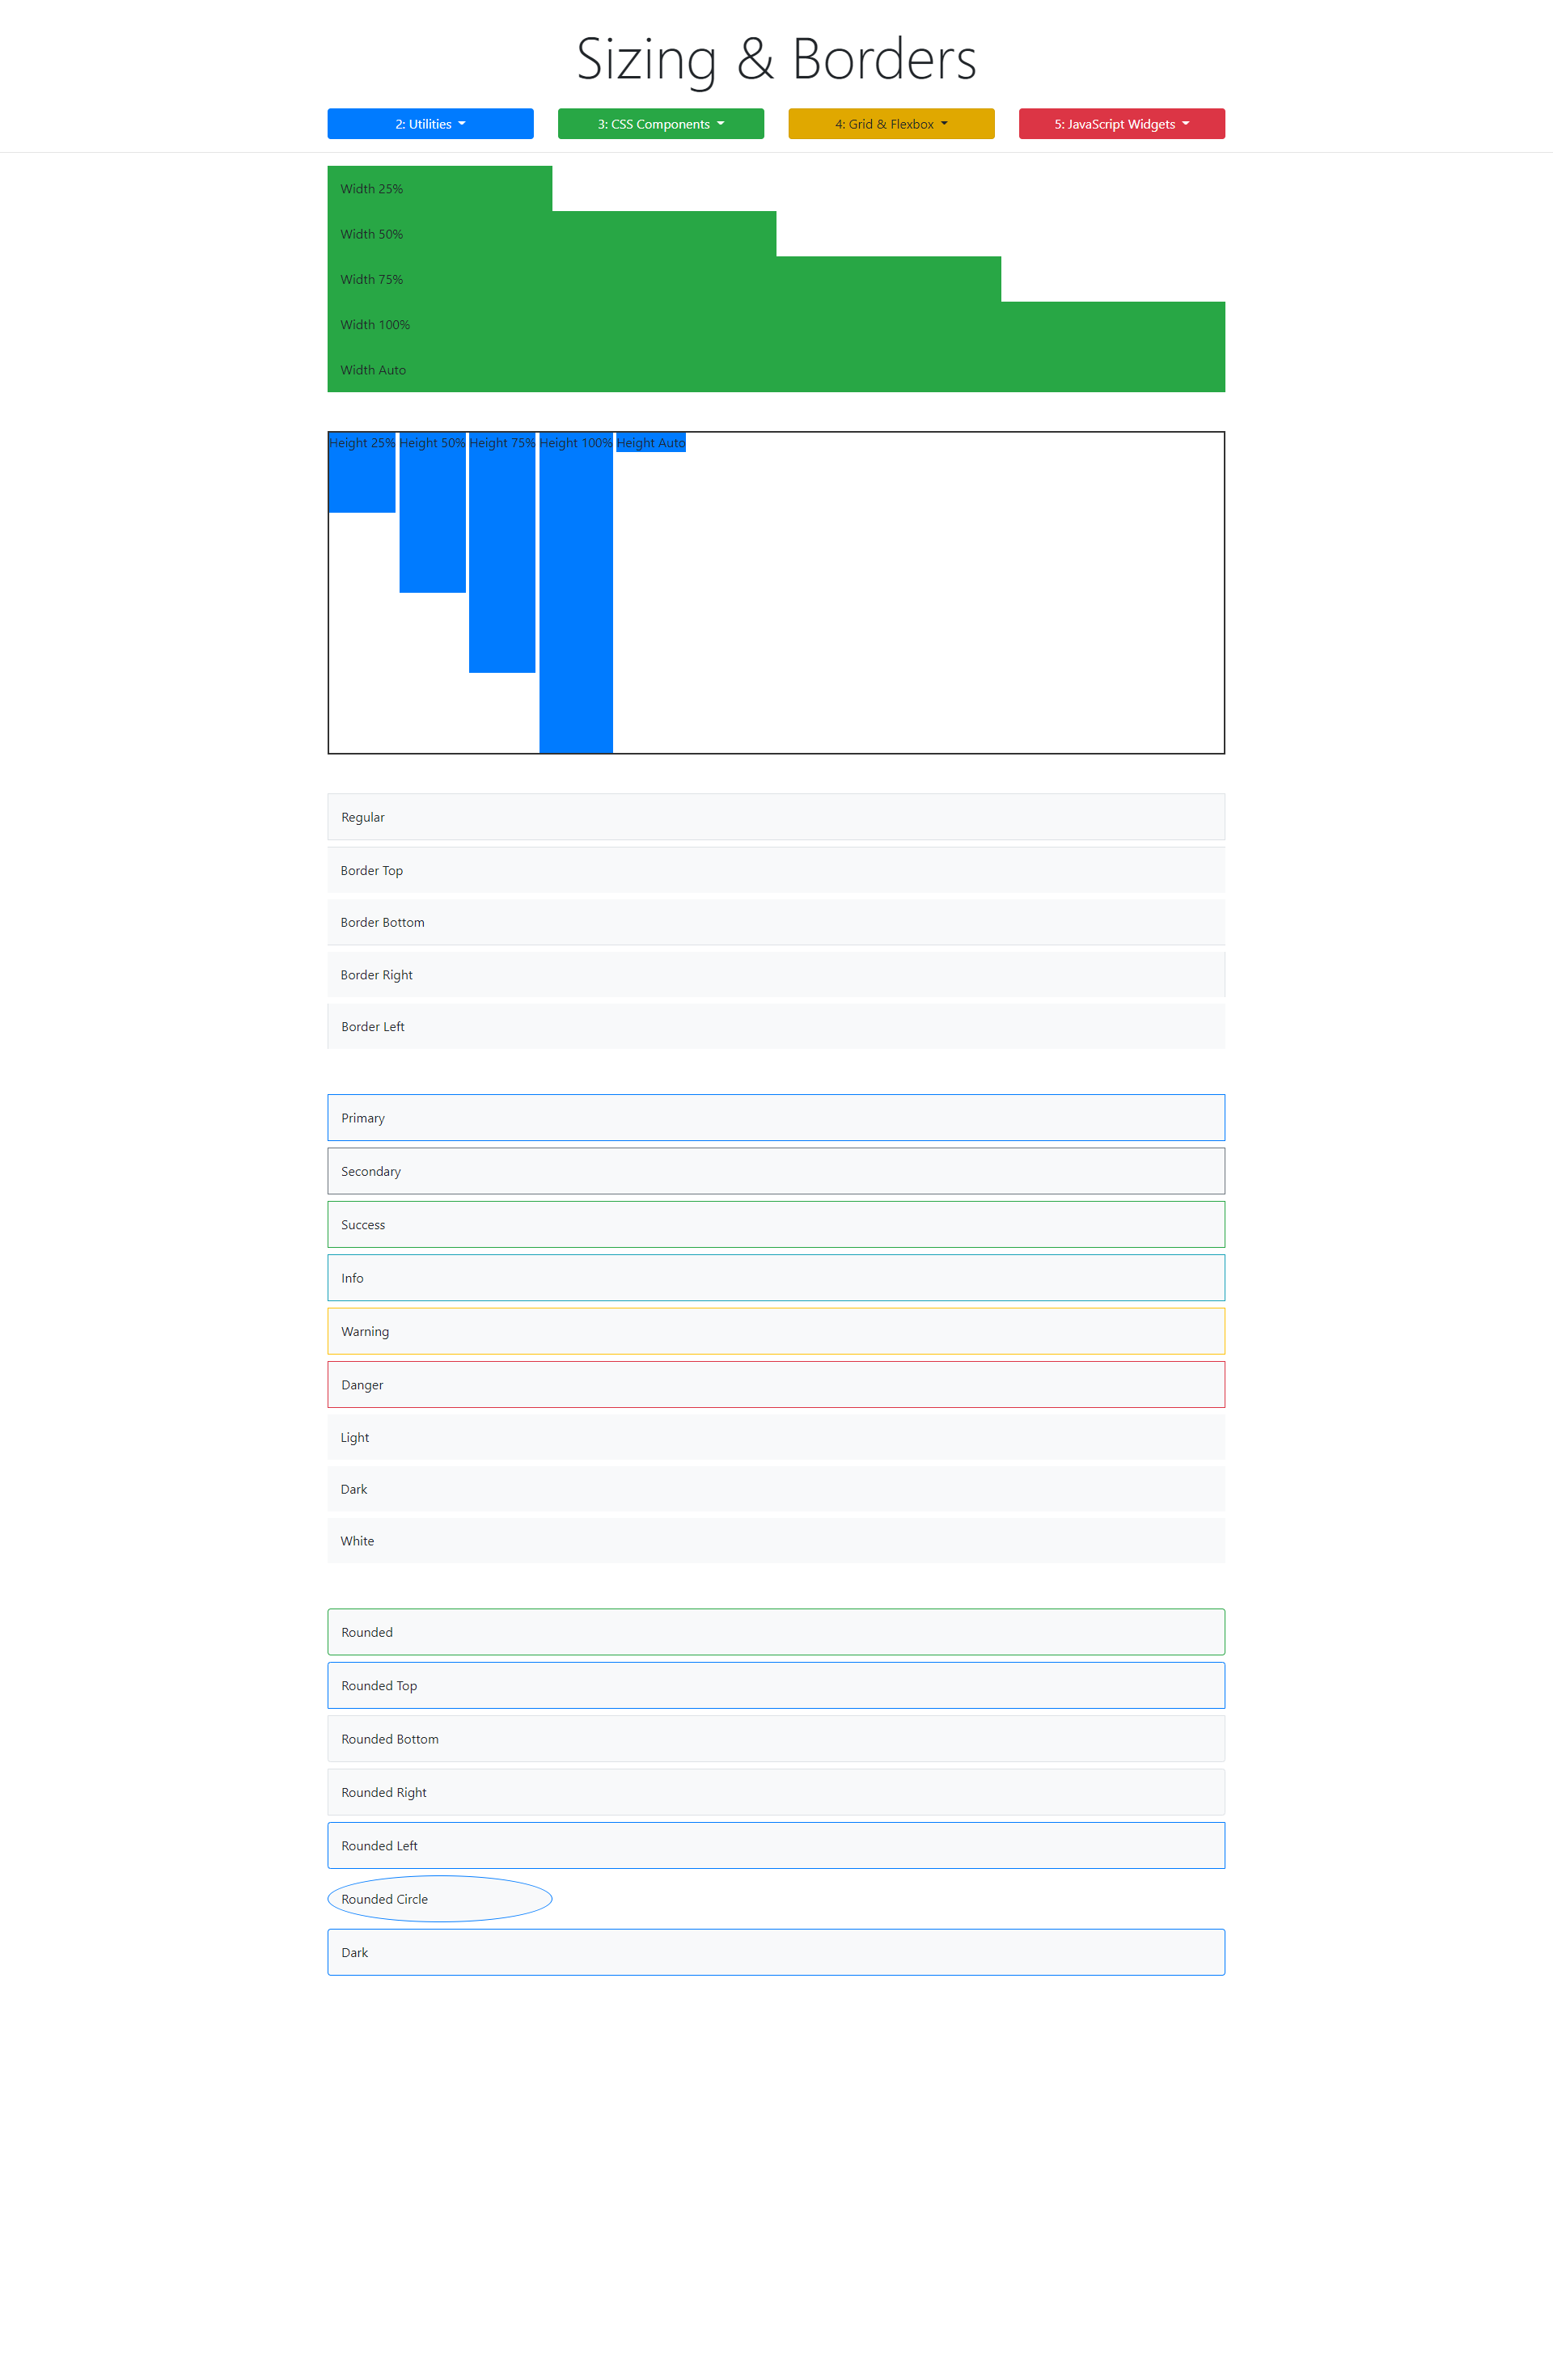 Sizing & Borders
2: Utilities
3: CSS Components
4: Grid & Flexbox
5: JavaScript Widgets
Width 25%
Width 50%
Width 75%
Width 100%
Width Auto
Height 25%
Height 50%
Height 75%
Height 100%
Height Auto
Regular
Border Top
Border Bottom
Border Right
Border Left
Primary
Secondary
Success
Info
Warning
Danger
Light
Dark
White
Rounded
Rounded Top
Rounded Bottom
Rounded Right
Rounded Left
Rounded Circle
Dark